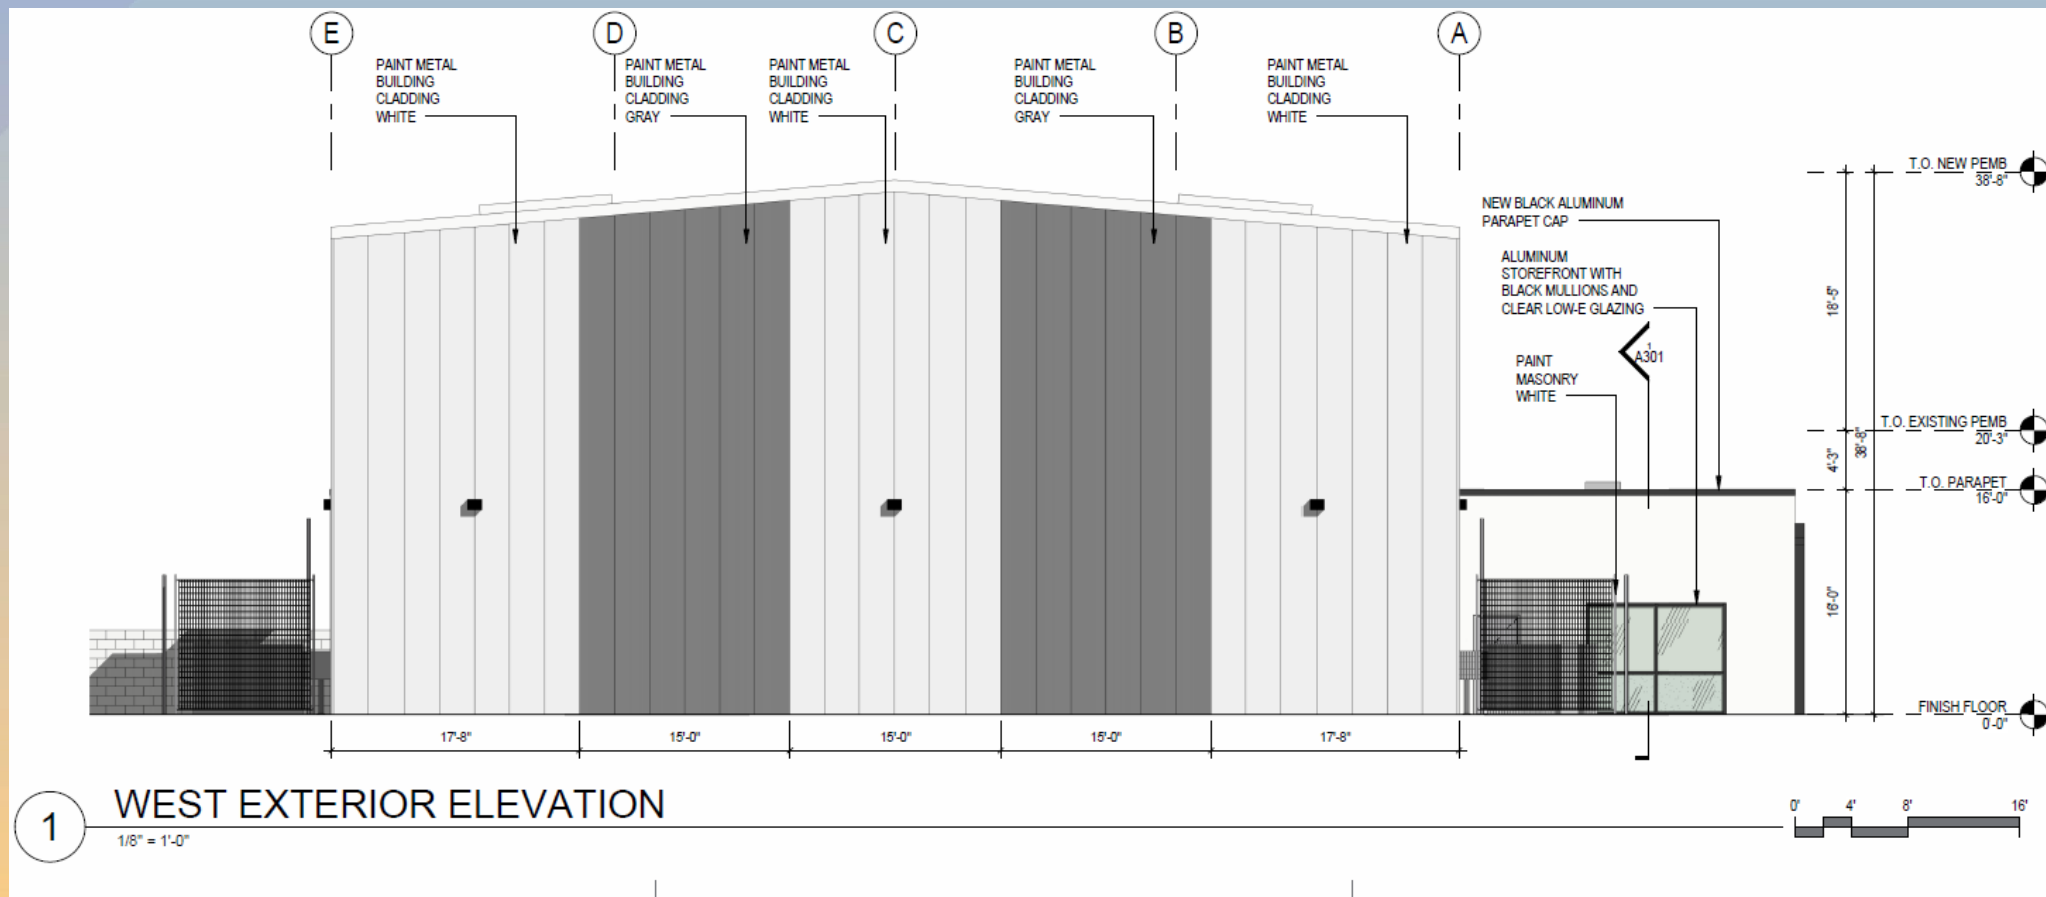 E
D
C
B
A
PAINT METAL
BUILDING
CLADDING
WHITE
PAINT METAL
BUILDING
CLADDING
GRAY
PAINT METAL
BUILDING
CLADDING
WHITE
PAINT METAL
BUILDING
CLADDING
GRAY
PAINT METAL
BUILDING
CLADDING
WHITE
NEW BLACK ALUMINUM
PARAPET CAP
ALUMINUM
STOREFRONT WITH
BLACK MULLIONS AND
CLEAR LOW-E GLAZING
1
A301
PAINT
MASONRY
WHITE
T.O. NEW PEMB
38'-8"
18'-5"
T.O. EXISTING PEMB
20'-3"
38'-8"
4'-3"
T.O. PARAPET
16'-0"
16'-0"
FINISH FLOOR
0'-0"
17'-8"
15'-0"
15'-0"
15'-0"
17'-8"
1
WEST EXTERIOR ELEVATION
1/8" = 1'-0"
0'
4'
8'
16'